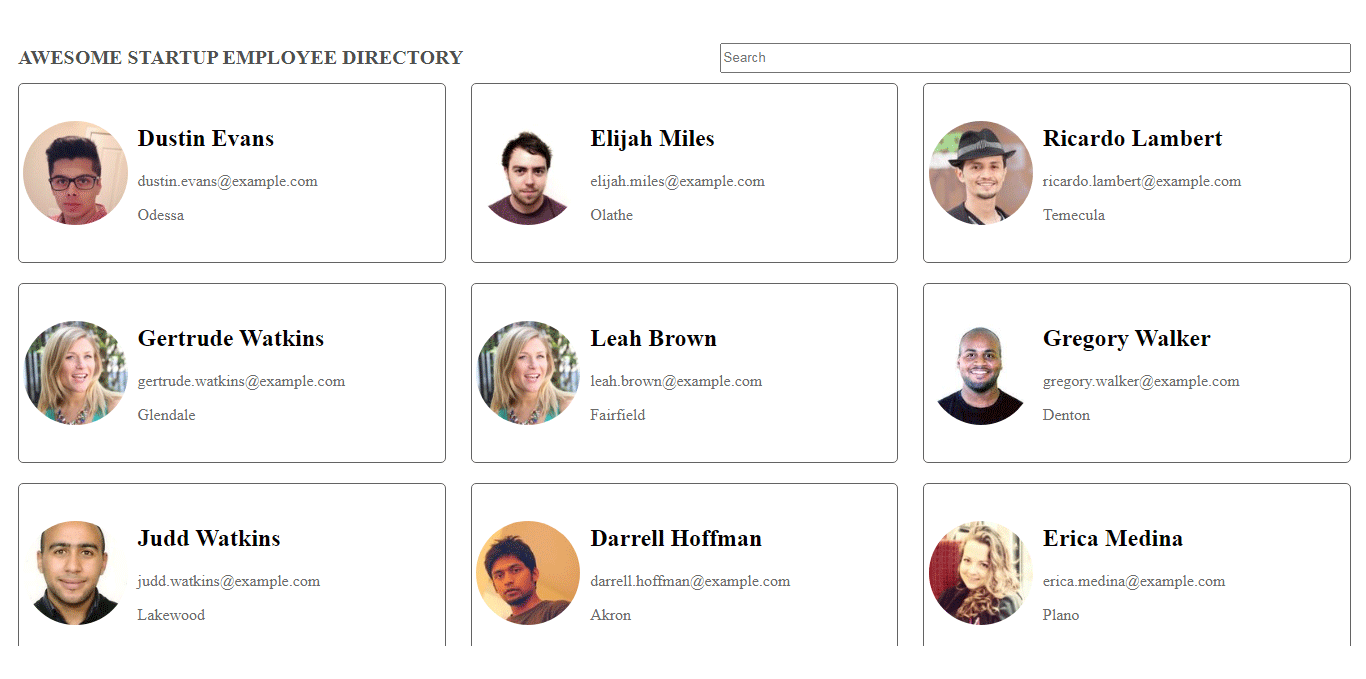 AWESOME STARTUP EMPLOYEE DIRECTORY
Search
Dustin Evans
dustin.evans@example.com
Odessa
Elijah Miles
elijah.miles@example.com
Olathe
Ricardo Lambert
ricardo.lambert@example.com
Temecula
Gertrude Watkins
gertrude.watkins@example.com
Glendale
Leah Brown
leah.brown@example.com
Fairfield
Gregory Walker
gregory.walker@example.com
Denton
Judd Watkins
judd.watkins@example.com
Lakewood
Darrell Hoffman
darrell.hoffman@example.com
Akron
Erica Medina
erica.medina@example.com
Plano